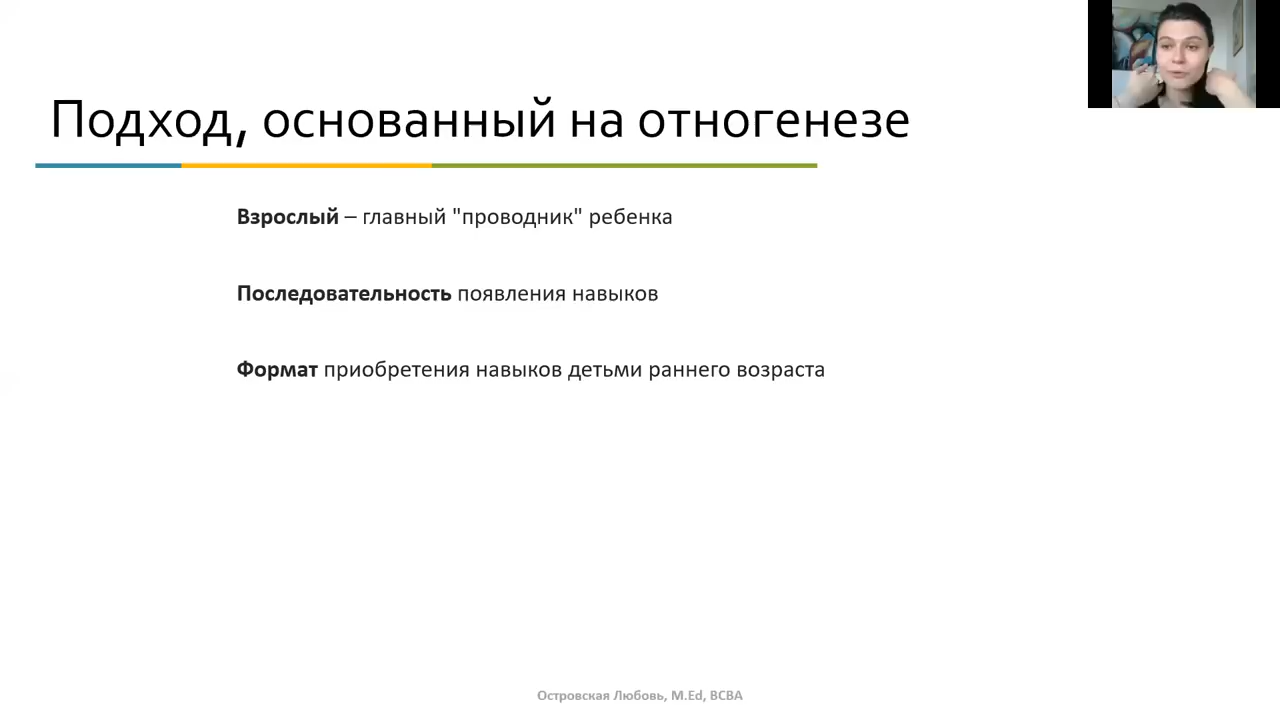 Подход, основанный на отногенезе
Взрослый – главный "проводник" ребенка
Последовательность появления навыков
Формат приобретения навыков детьми раннего возраста
Островская Любовь, M.Ed, BCBA